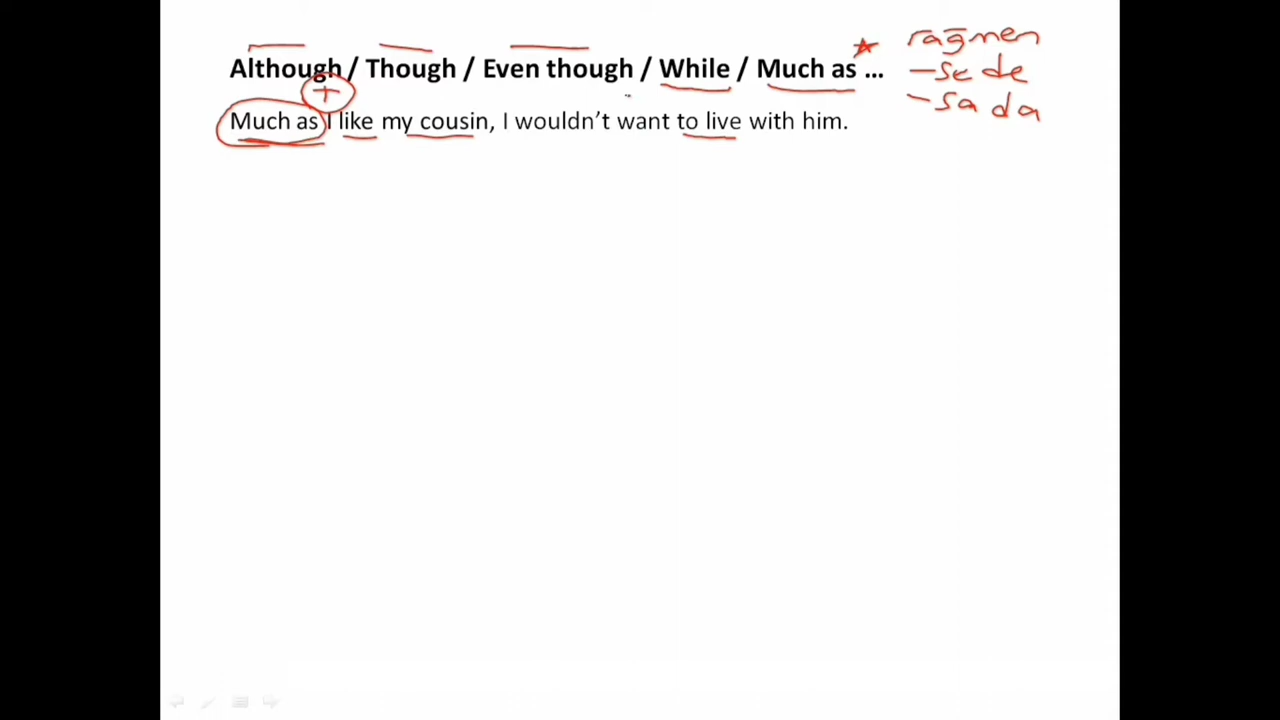 Although / Though / Even though / While / Much as ...
rağmen
- se de
- sa da
+
Much as I like my cousin, I wouldn't want to live with him.